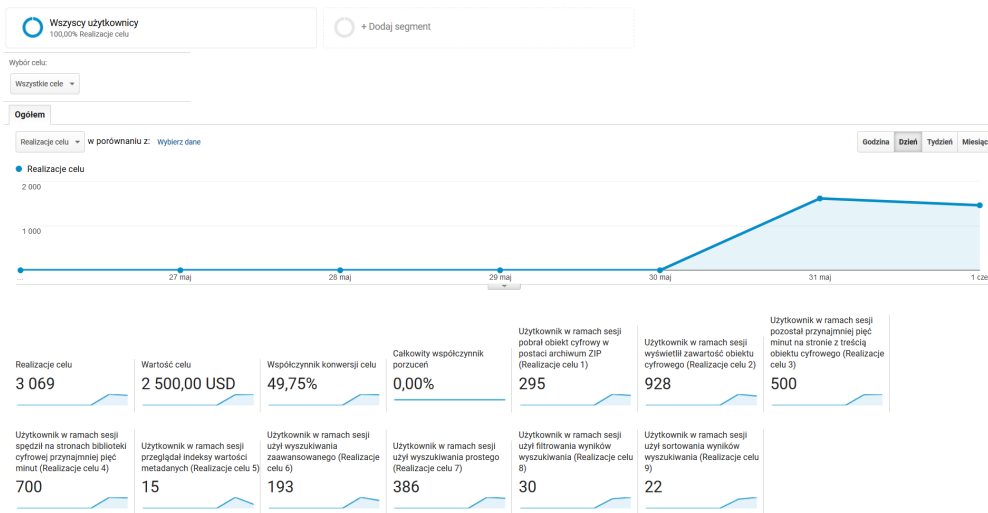 Wszyscy użytkownicy
100,00% Realizacje celu
+ Dodaj segment
Wybór celu:
Wszystkie cele
Ogółem
Realizacje celu w porównaniu z: Wybierz dane
Godzina Dzień Tydzień Miesiąc
Realizacje celu
2 000
1 000
...
27 maj
28 maj
29 maj
30 maj
31 maj
1 cze
Realizacje celu
3 069
Wartość celu
2 500,00 USD
Współczynnik konwersji celu
49,75%
Całkowity współczynnik
porzuceń
0,00%
Użytkownik w ramach sesji
pobrał obiekt cyfrowy w
postaci archiwum ZIP
(Realizacje celu 1)
295
Użytkownik w ramach sesji
wyświetlił zawartość obiektu
cyfrowego (Realizacje celu 2)
928
Użytkownik w ramach sesji
pozostał przynajmniej pięć
minut na stronie z treścią
obiektu cyfrowego (Realizacje
celu 3)
500
Użytkownik w ramach sesji
spędził na stronach biblioteki
cyfrowej przynajmniej pięć
minut (Realizacje celu 4)
700
Użytkownik w ramach sesji
przeglądał indeksy wartości
metadanych (Realizacje celu 5)
15
Użytkownik w ramach sesji
użył wyszukiwania
zaawansowanego (Realizacje
celu 6)
193
Użytkownik w ramach sesji
użył wyszukiwania prostego
(Realizacje celu 7)
386
Użytkownik w ramach sesji
użył filtrowania wyników
wyszukiwania (Realizacje celu
8)
30
Użytkownik w ramach sesji
użył sortowania wyników
wyszukiwania (Realizacje celu
9)
22